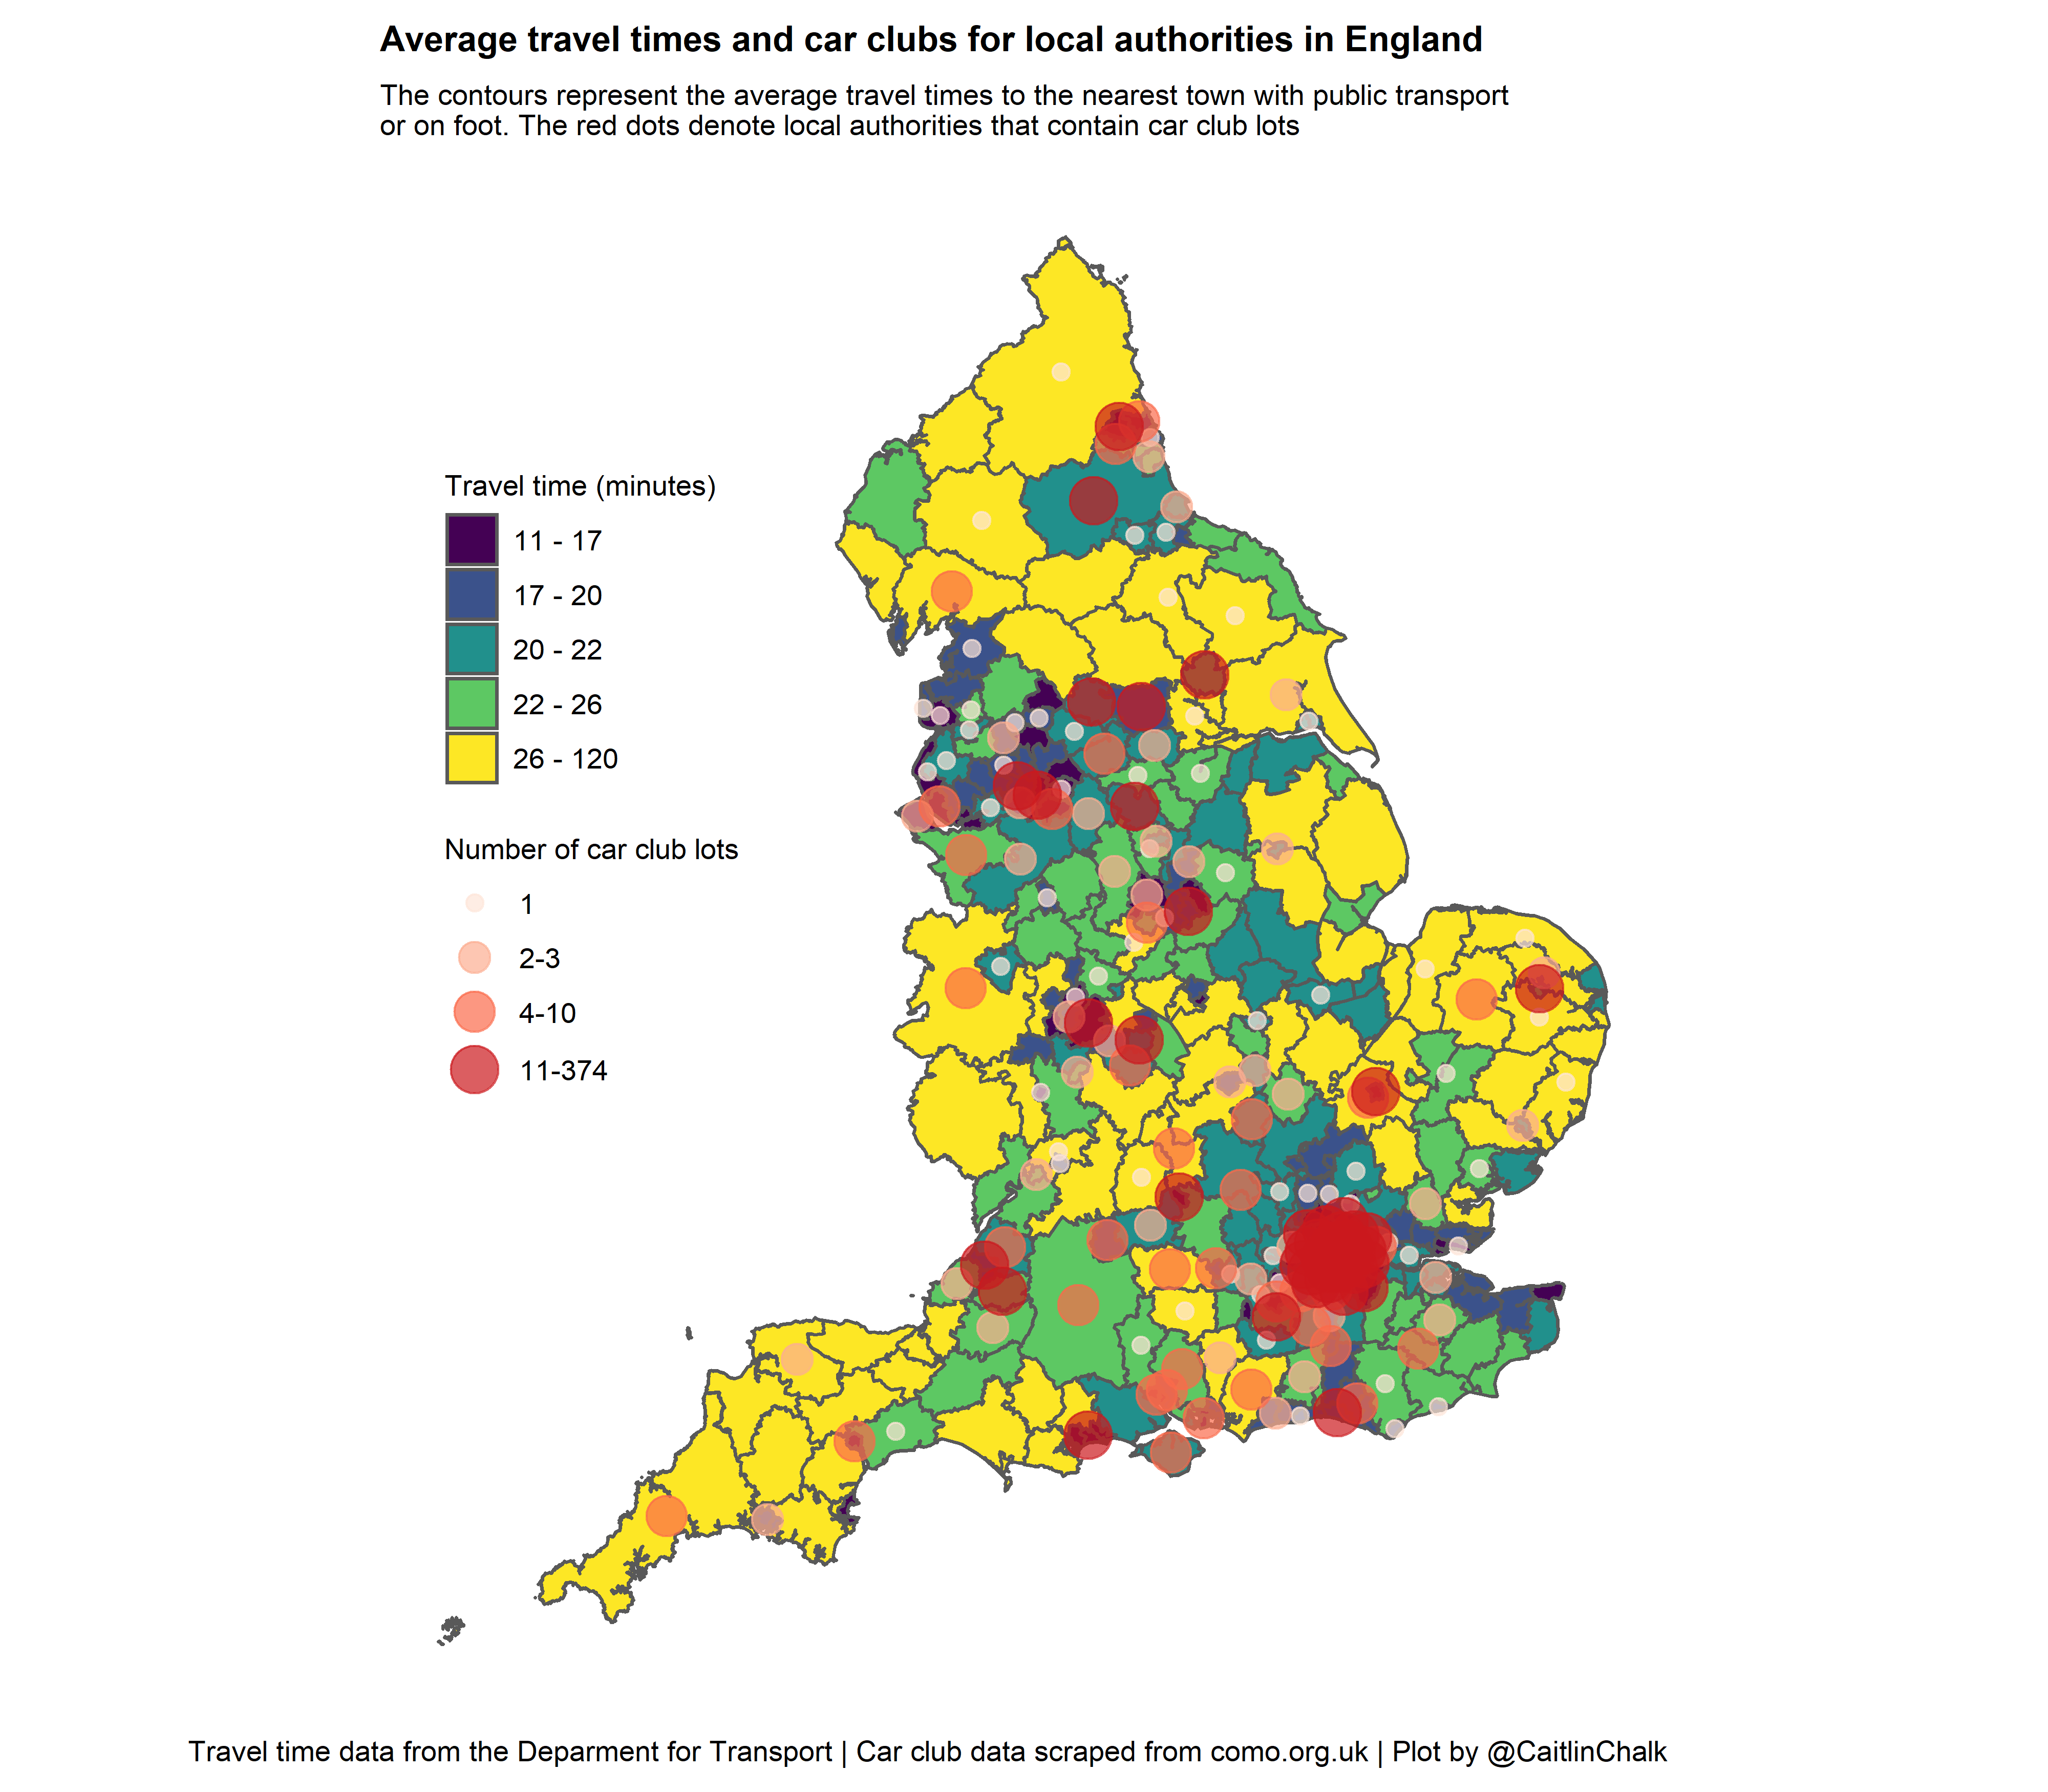 Average travel times and car clubs for local authorities in England
The contours represent the average travel times to the nearest town with public transport
or on foot. The red dots denote local authorities that contain car club lots
Travel time (minutes)
11 - 17
17 - 20
20 - 22
22 - 26
26 - 120
Number of car club lots
1
2-3
4-10
11-374
Travel time data from the Deparment for Transport | Car club data scraped from como.org.uk | Plot by @CaitlinChalk